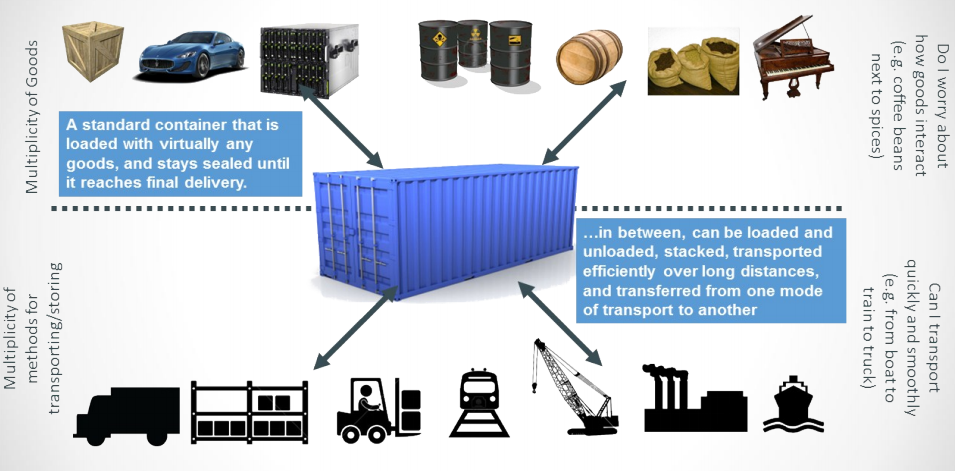 Multiplicity of Goods
A standard container that is
loaded with virtually any
goods, and stays sealed until
it reaches final delivery.
Do I worry about
how goods interact
(e.g. coffee beans
next to spices)
Multiplicity of
methods for
transporting/storing
…in between, can be loaded and
unloaded, stacked, transported
efficiently over long distances,
and transferred from one mode
of transport to another
Can I transport
quickly and smoothly
(e.g. from boat to
train to truck)